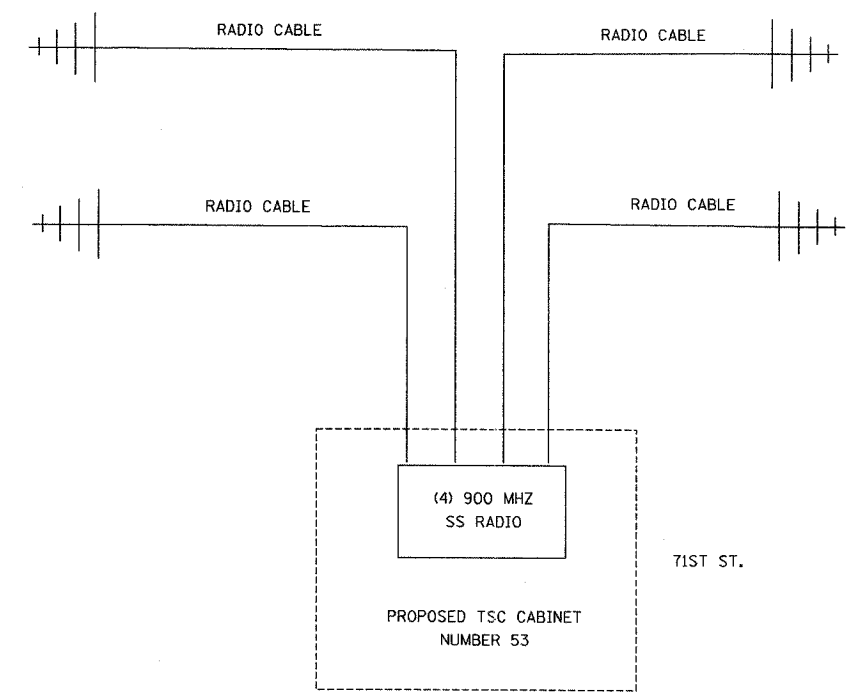 RADIO CABLE
RADIO CABLE
RADIO CABLE
RADIO CABLE
(4) 900 MHZ
SS RADIO
71ST ST.
PROPOSED TSC CABINET
NUMBER 53